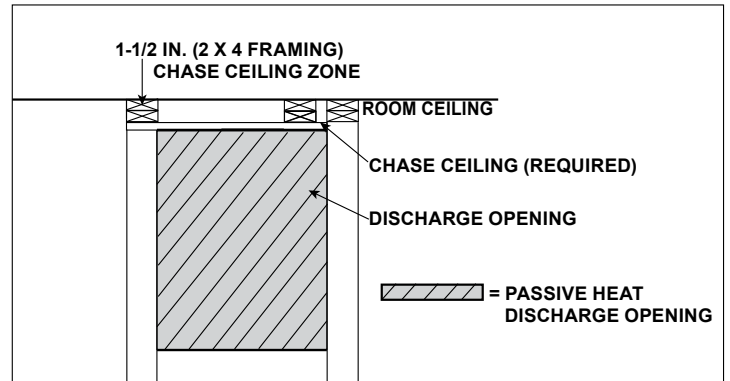 1-1/2 IN. (2 X 4 FRAMING)
CHASE CEILING ZONE
ROOM CEILING
CHASE CEILING (REQUIRED)
DISCHARGE OPENING
= PASSIVE HEAT
DISCHARGE OPENING